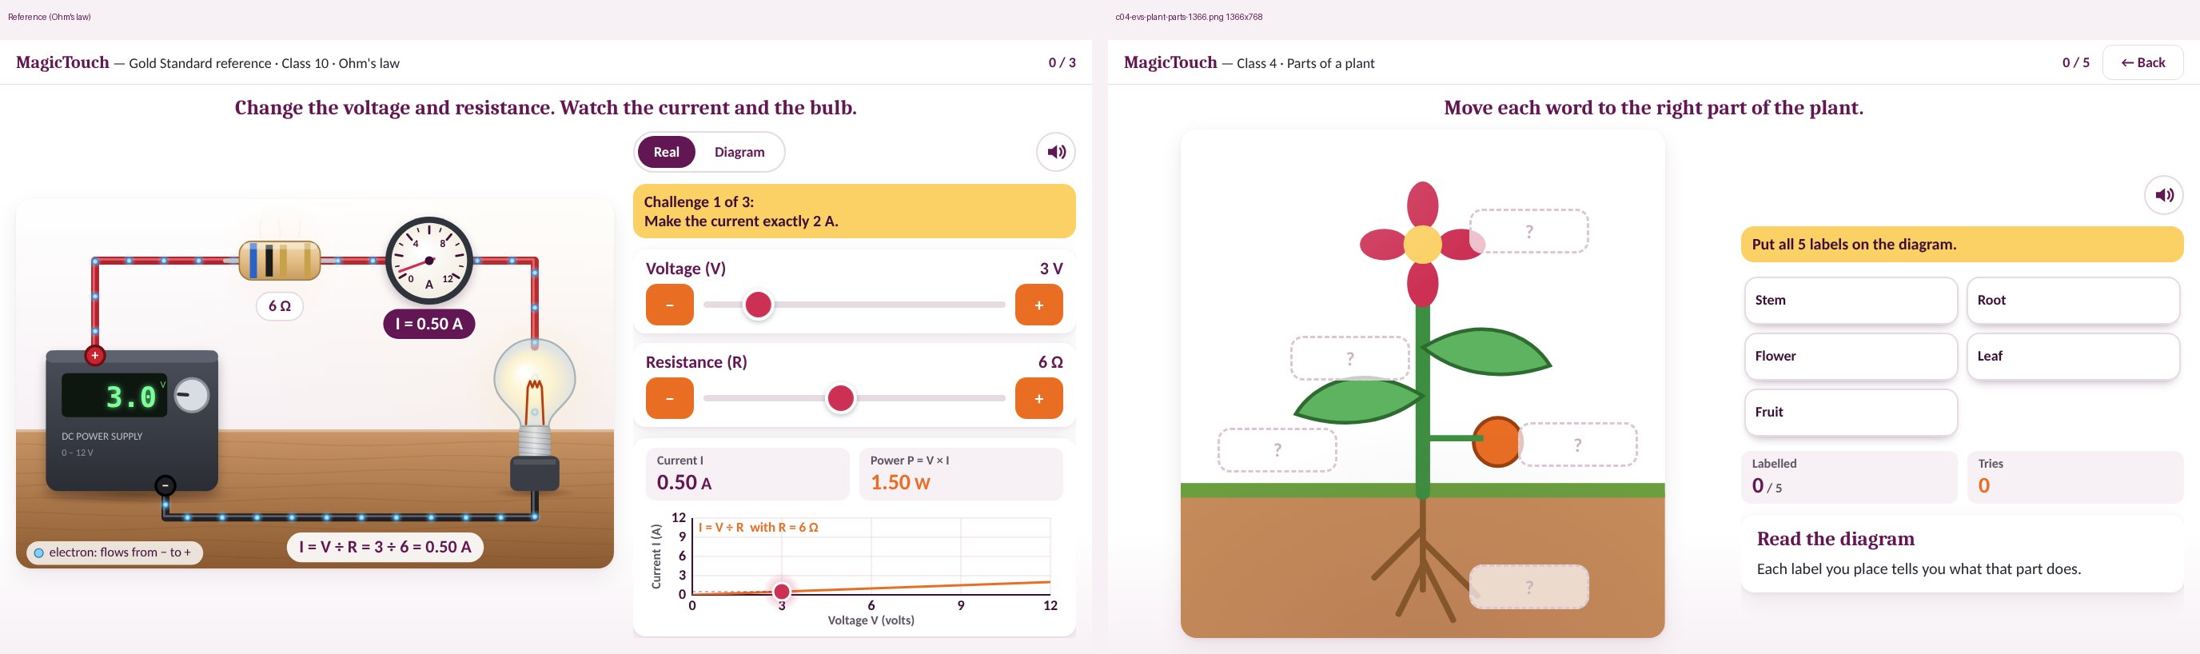 Reference (Ohm's law)
MagicTouch — Gold Standard reference · Class 10 · Ohm's law
0 / 3
Change the voltage and resistance. Watch the current and the bulb.
Real
Diagram
Challenge 1 of 3:
Make the current exactly 2 A.
Voltage (V)
3 V
–
+
Resistance (R)
6 Ω
–
+
Current I
0.50 A
Power P = V × I
1.50 W
I = V ÷ R with R = 6 Ω
Current I (A)
12
9
6
3
0
0
3
6
9
12
Voltage V (volts)
6 Ω
0
4
8
12
A
I = 0.50 A
+
3.0
V
DC POWER SUPPLY
0 – 12 V
–
electron: flows from − to +
I = V ÷ R = 3 ÷ 6 = 0.50 A
c04-evs-plant-parts-1366.png 1366x768
MagicTouch — Class 4 · Parts of a plant
0 / 5
← Back
Move each word to the right part of the plant.
?
?
?
?
?
Put all 5 labels on the diagram.
Stem
Root
Flower
Leaf
Fruit
Labelled
0 / 5
Tries
0
Read the diagram
Each label you place tells you what that part does.